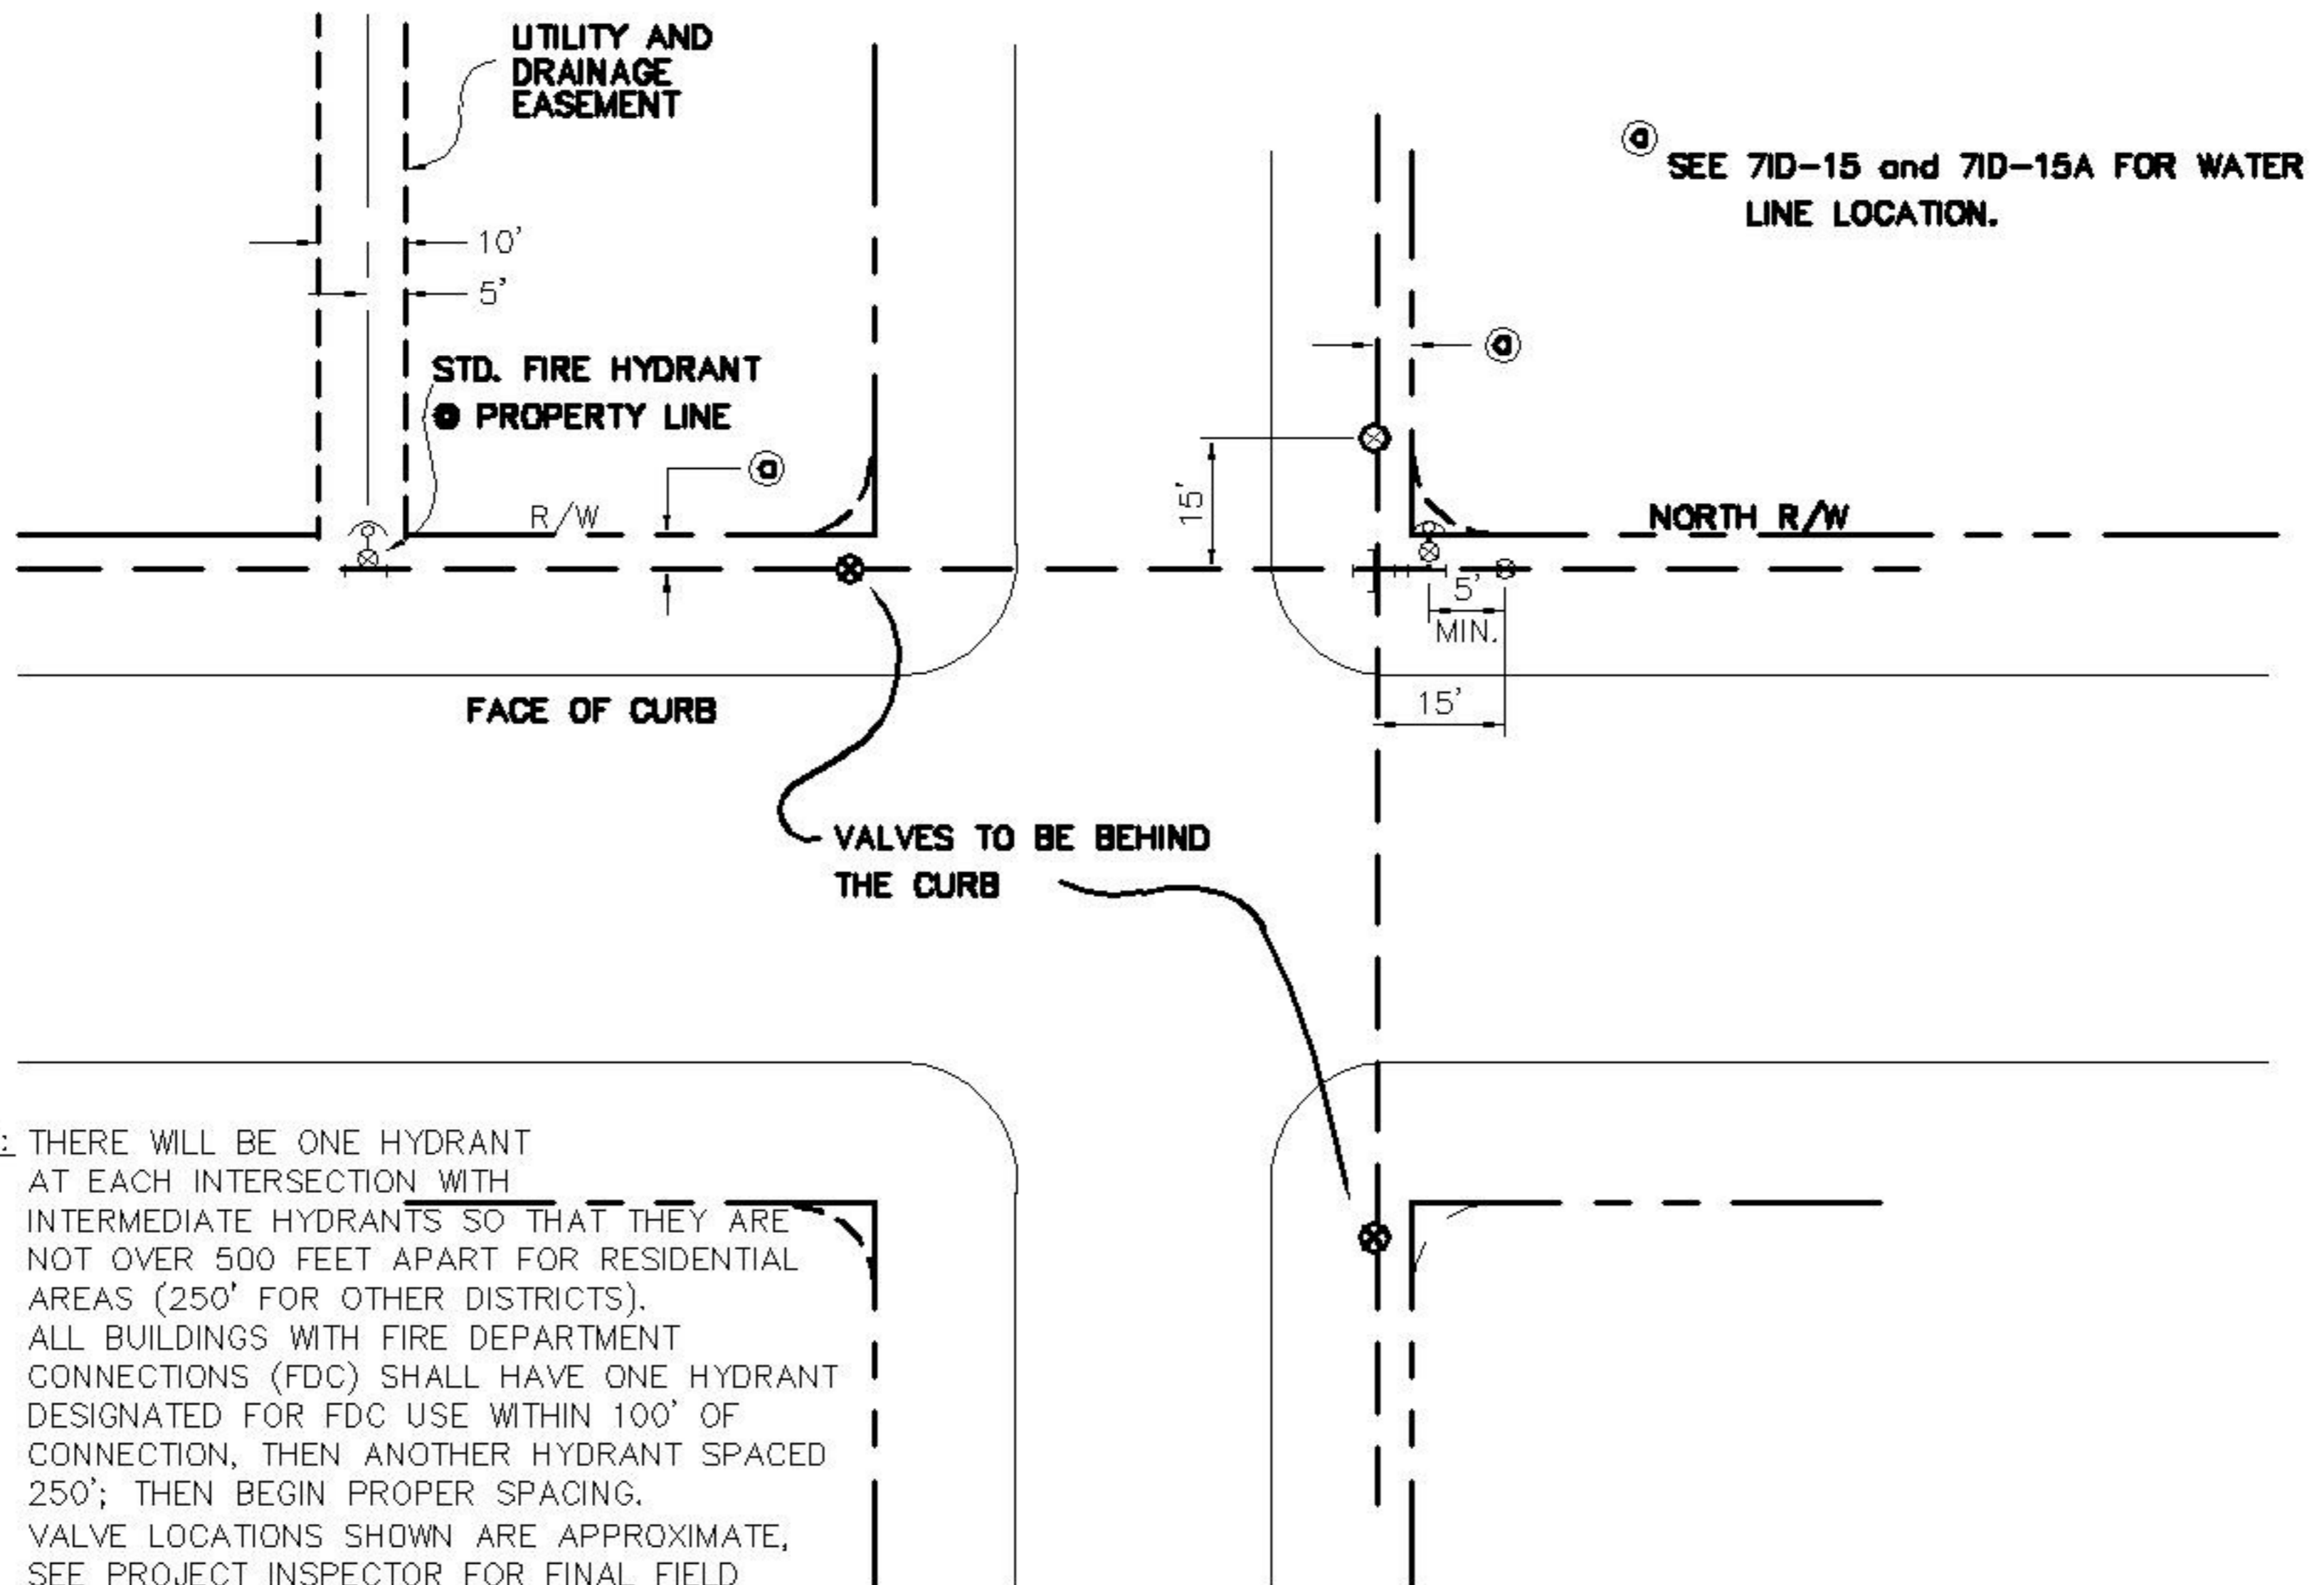 UTILITY AND
DRAINAGE
EASEMENT
ⓐ
SEE 7ID-15 and 7ID-15A FOR WATER
LINE LOCATION.
10'
5'
ⓐ
STD. FIRE HYDRANT
@ PROPERTY LINE
ⓐ
15'
R/W
NORTH R/W
5'
MIN.
15'
FACE OF CURB
VALVES TO BE BEHIND
THE CURB
: THERE WILL BE ONE HYDRANT
AT EACH INTERSECTION WITH
INTERMEDIATE HYDRANTS SO THAT THEY ARE
NOT OVER 500 FEET APART FOR RESIDENTIAL
AREAS (250' FOR OTHER DISTRICTS).
ALL BUILDINGS WITH FIRE DEPARTMENT
CONNECTIONS (FDC) SHALL HAVE ONE HYDRANT
DESIGNATED FOR FDC USE WITHIN 100' OF
CONNECTION, THEN ANOTHER HYDRANT SPACED
250'; THEN BEGIN PROPER SPACING.
VALVE LOCATIONS SHOWN ARE APPROXIMATE,
SEE PROJECT INSPECTOR FOR FINAL FIELD